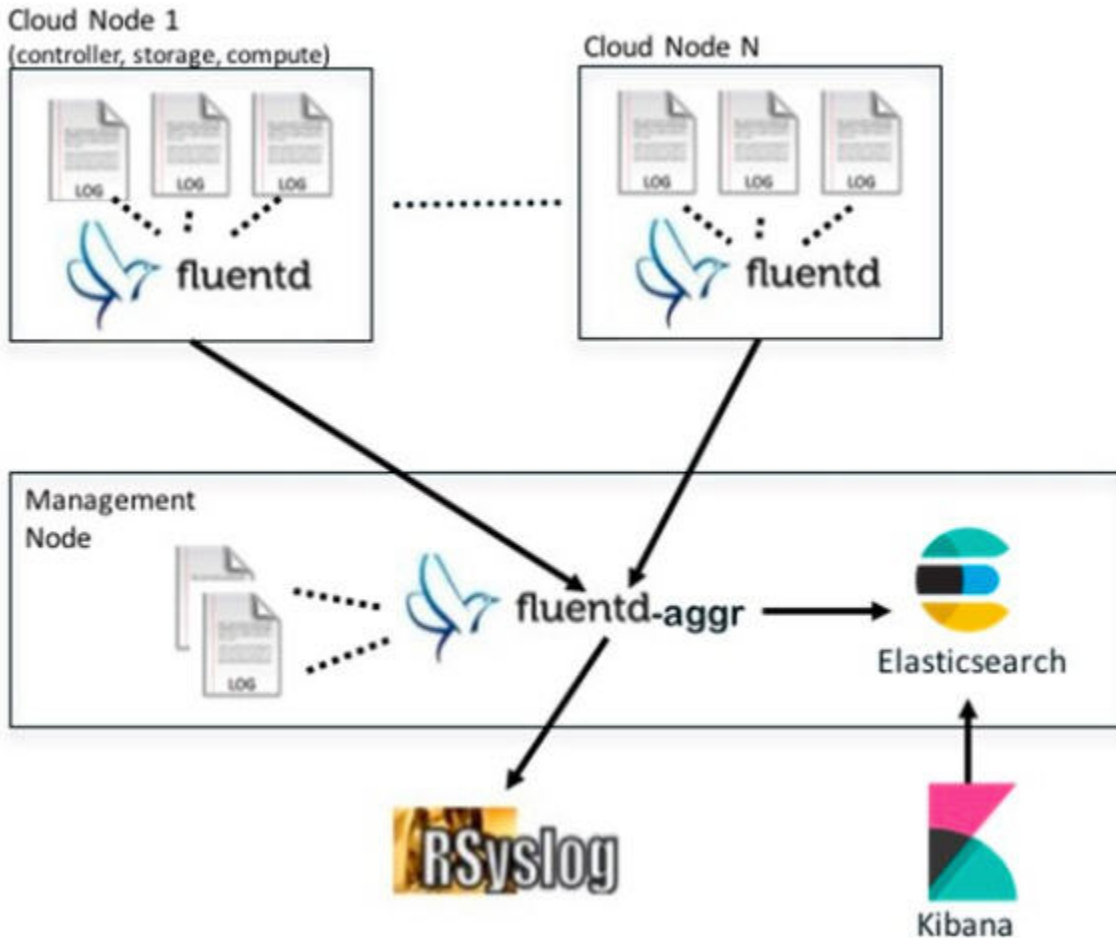 Cloud Node 1
(controller, storage, compute)
Cloud Node N
LOG
LOG
LOG
LOG
LOG
LOG
fluentd
fluentd
Management
Node
LOG
fluentd-aggr
Elasticsearch
RSyslog
Kibana